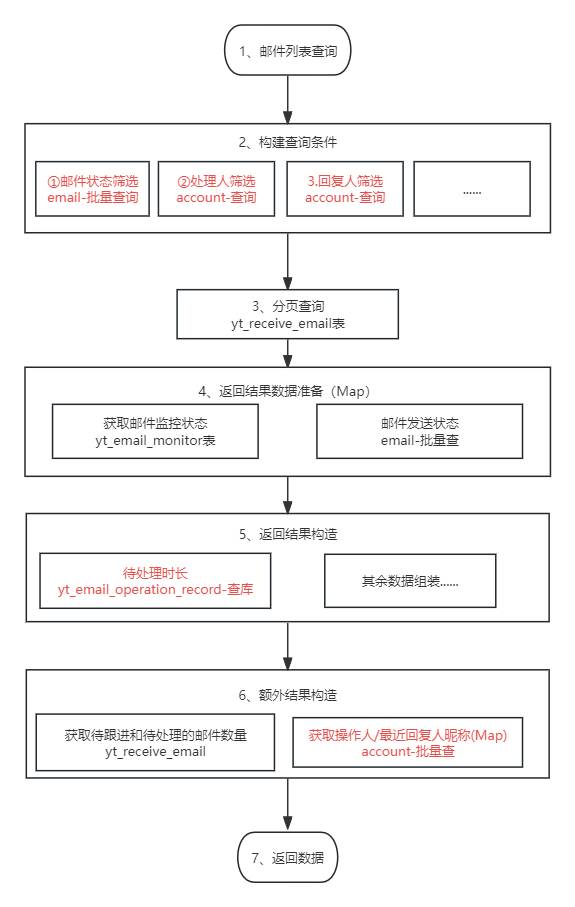 1、邮件列表查询
2、构建查询条件
①邮件状态筛选
email-批量查询
②处理人筛选
account-查询
3.回复人筛选
account-查询
......
3、分页查询
yt_receive_email表
4、返回结果数据准备（Map）
获取邮件监控状态
yt_email_monitor表
邮件发送状态
email-批量查
5、返回结果构造
待处理时长
yt_email_operation_record-查库
其余数据组装......
6、额外结果构造
获取待跟进和待处理的邮件数量
yt_receive_email
获取操作人/最近回复人昵称(Map)
account-批量查
7、返回数据